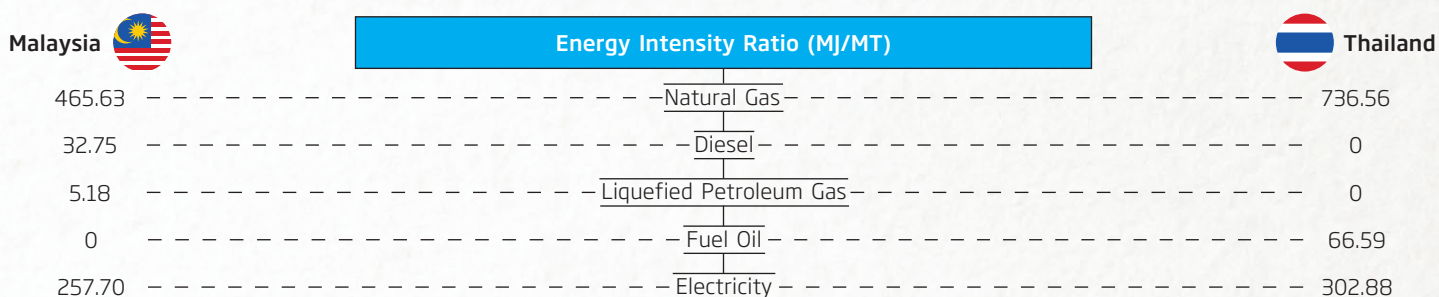 Malaysia Energy Intensity Ratio (MJ/MT) Thailand
465.63 Natural Gas 736.56
32.75 Diesel 0
5.18 Liquefied Petroleum Gas 0
0 Fuel Oil 66.59
257.70 Electricity 302.88